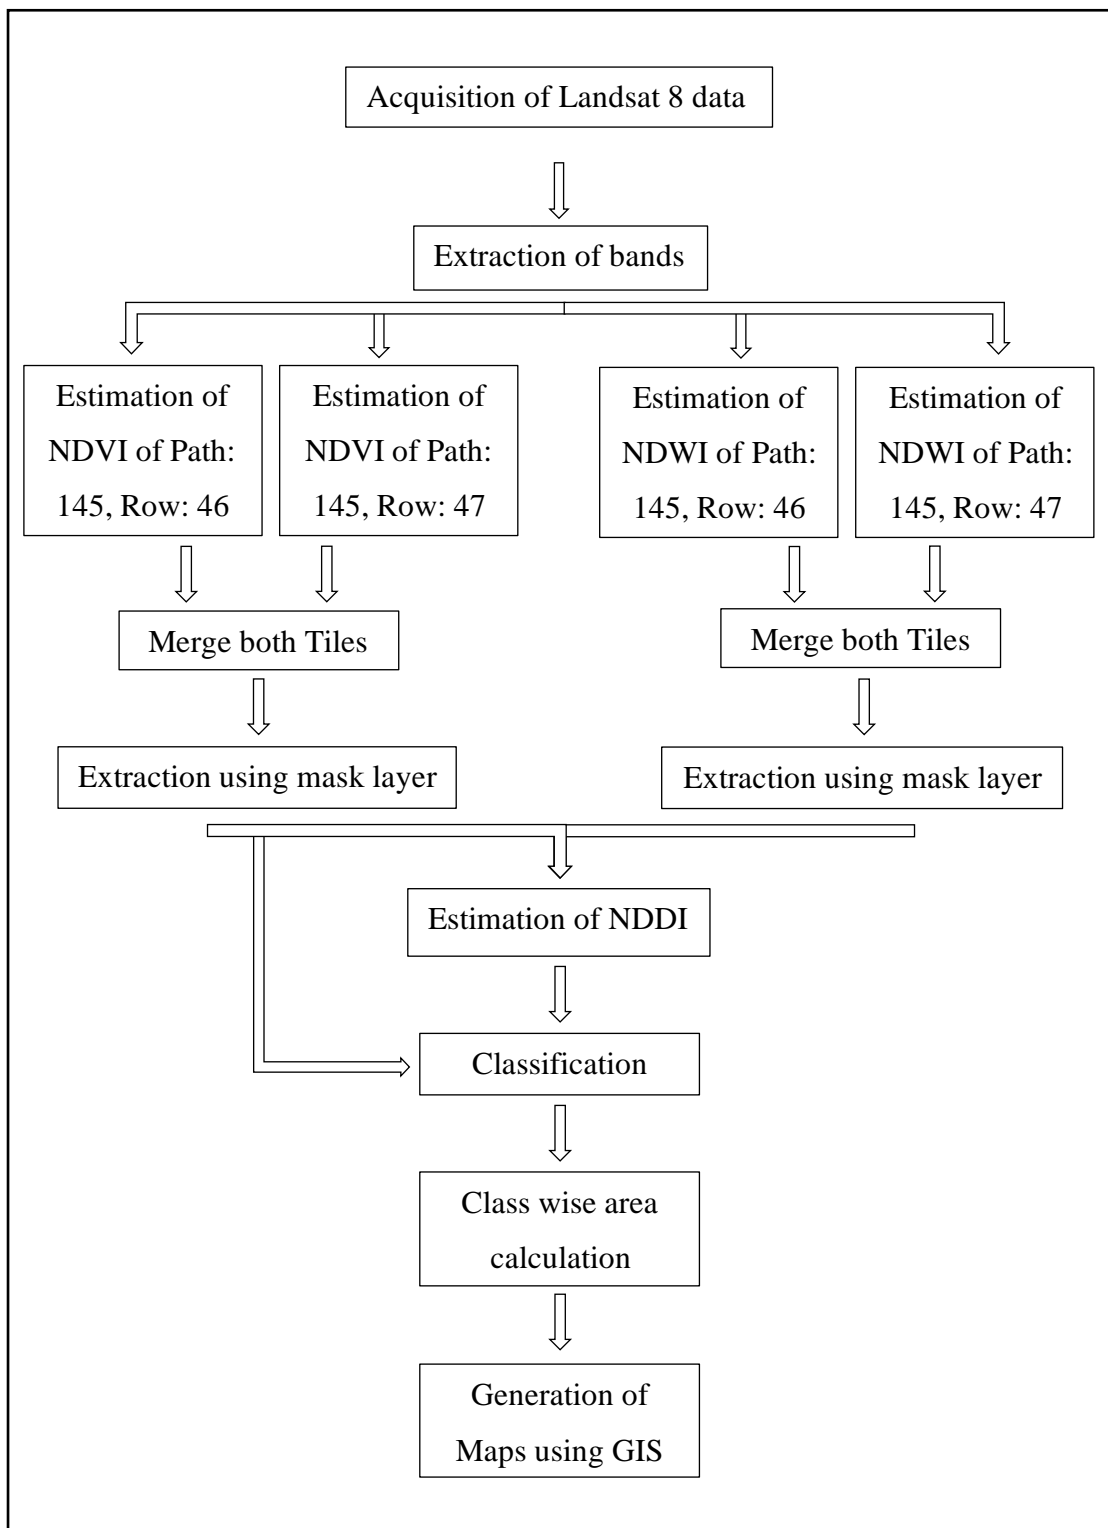 Acquisition of Landsat 8 data
Extraction of bands
Estimation of
NDVI of Path:
145, Row: 46
Estimation of
NDVI of Path:
145, Row: 47
Estimation of
NDWI of Path:
145, Row: 46
Estimation of
NDWI of Path:
145, Row: 47
Merge both Tiles
Merge both Tiles
Extraction using mask layer
Extraction using mask layer
Estimation of NDDI
Classification
Class wise area
calculation
Generation of
Maps using GIS